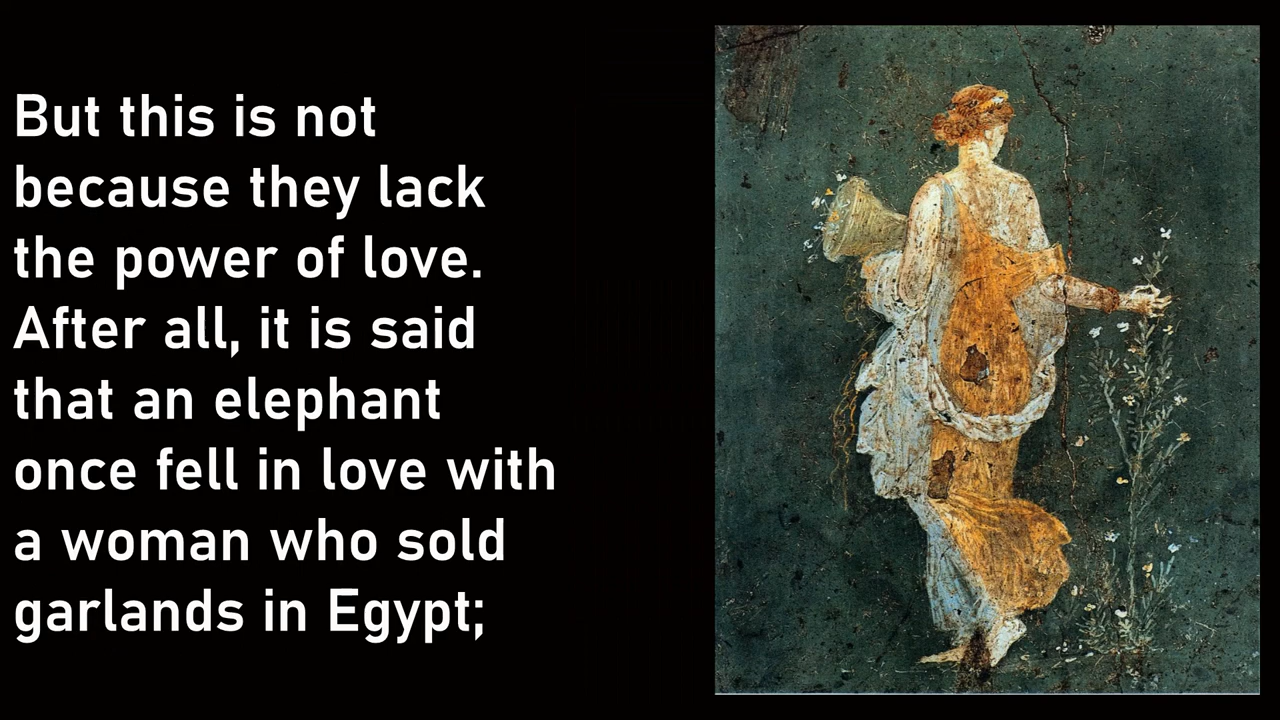 But this is not
because they lack
the power of love.
After all, it is said
that an elephant
once fell in love with
a woman who sold
garlands in Egypt;